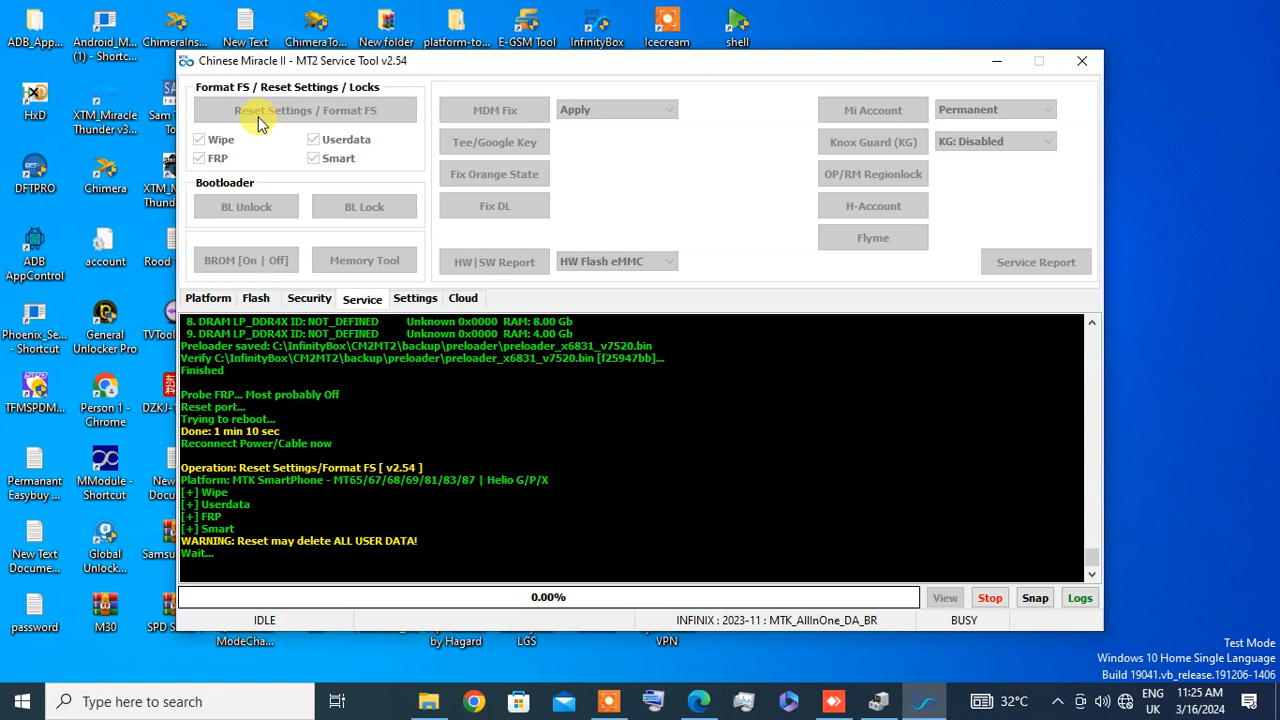 ADB_App...
Android_M...
(1) - Shortc...
ChimeraIns...
New Text
ChimeraTo...
New folder
platform-to...
E-GSM Tool
InfinityBox
Icecream
shell
Chinese Miracle II - MT2 Service Tool v2.54
Format FS / Reset Settings / Locks
Reset Settings / Format FS
Wipe
Userdata
FRP
Smart
Bootloader
BL Unlock
BL Lock
BROM [On | Off]
Memory Tool
MDM Fix
Apply
Tee/Google Key
Fix Orange State
Fix DL
HW|SW Report
HW Flash eMMC
Mi Account
Permanent
Knox Guard (KG)
KG: Disabled
OP/RM Regionlock
H-Account
Flyme
Service Report
Platform
Flash
Security
Service
Settings
Cloud
8. DRAM LP_DDR4X ID: NOT_DEFINED Unknown 0x0000 RAM: 8.00 Gb
9. DRAM LP_DDR4X ID: NOT_DEFINED Unknown 0x0000 RAM: 4.00 Gb
Preloader saved: C:\InfinityBox\CM2MT2\backup\preloader\preloader_x6831_v7520.bin
Verify C:\InfinityBox\CM2MT2\backup\preloader\preloader_x6831_v7520.bin [f25947bb]...
Finished
Probe FRP... Most probably Off
Reset port...
Trying to reboot...
Done: 1 min 10 sec
Reconnect Power/Cable now
Operation: Reset Settings/Format FS [ v2.54 ]
Platform: MTK SmartPhone - MT65/67/68/69/81/83/87 | Helio G/P/X
[+] Wipe
[+] Userdata
[+] FRP
[+] Smart
WARNING: Reset may delete ALL USER DATA!
Wait...
0.00%
View
Stop
Snap
Logs
IDLE
INFINIX : 2023-11 : MTK_AllInOne_DA_BR
BUSY
HxD
XTM_Miracle
Thunder v3...
Sam
To
DFTPRO
Chimera
XTM_M
Thund
ADB
AppControl
account
Rood
Phoenix_Se...
- Shortcut
General
Unlocker Pro
TVToo
TFMSPDM...
Person 1 -
Chrome
DZKJ-
Permanant
Easybuy ...
MModule -
Shortcut
New
Docu
New Text
Docume...
Global
Unlock...
Samsu
password
M30
SPD S
ModeCha...
by Hagard
LGS
VPN
Test Mode
Windows 10 Home Single Language
Build 19041.vb_release.191206-1406
Type here to search
32°C
ENG
UK
11:25 AM
3/16/2024